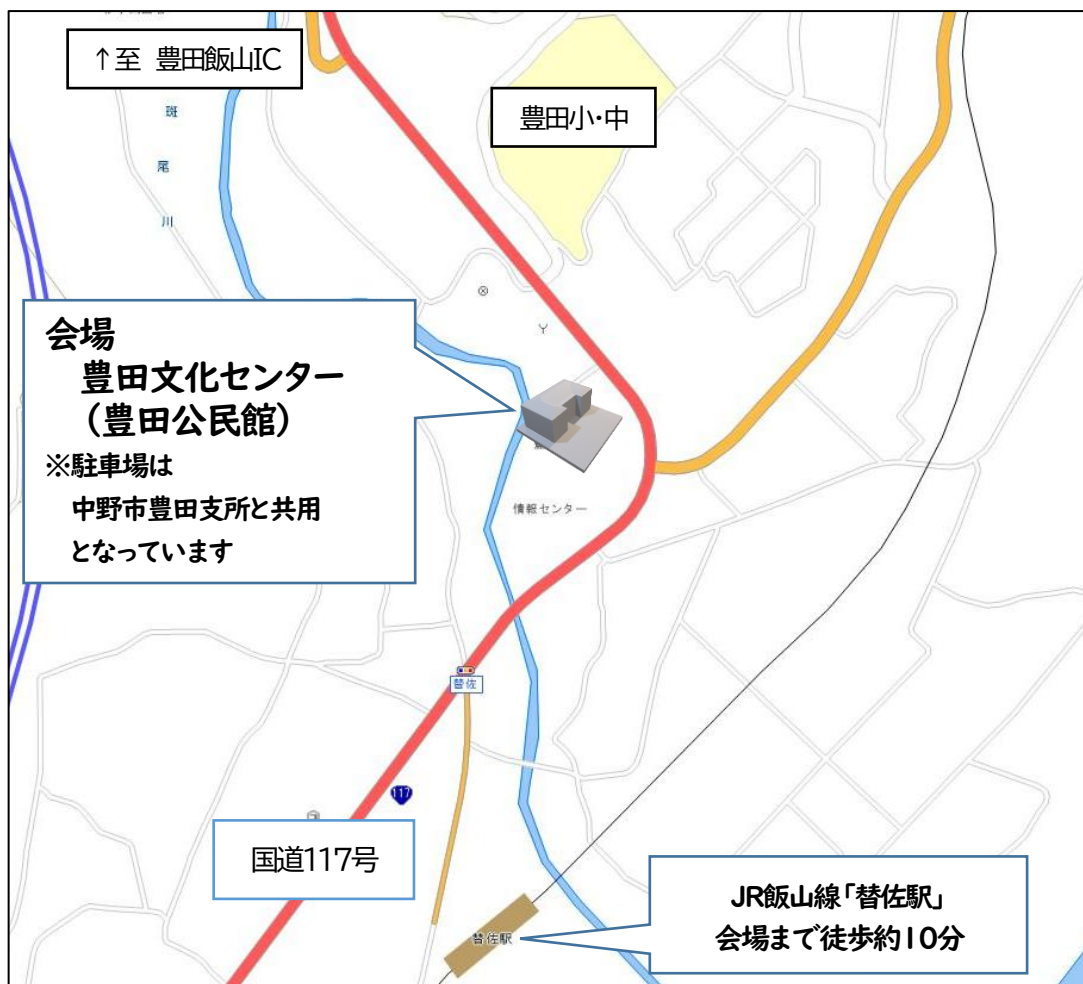 ↑至 豊田飯山IC
豊田小・中
斑
尾
川
会場
豊田文化センター
(豊田公民館)
※駐車場は
中野市豊田支所と共用
となっています
情報センター
替佐
117
国道117号
JR飯山線「替佐駅」
会場まで徒歩約10分
替佐駅